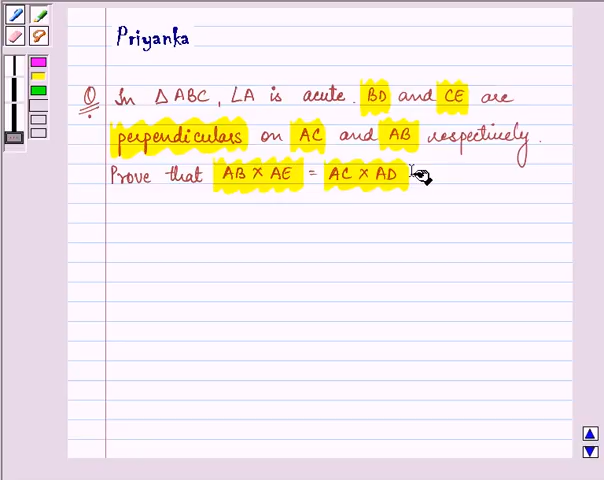 Priyanka
Q In △ABC, ∠A is acute. BD and CE are
perpendiculars on AC and AB respectively.
Prove that AB × AE = AC × AD